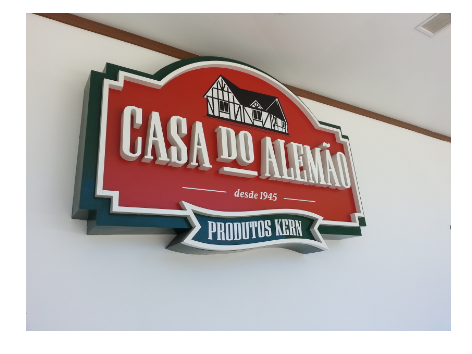 CASA DO ALEMÃO
desde 1945
PRODUTOS KERN